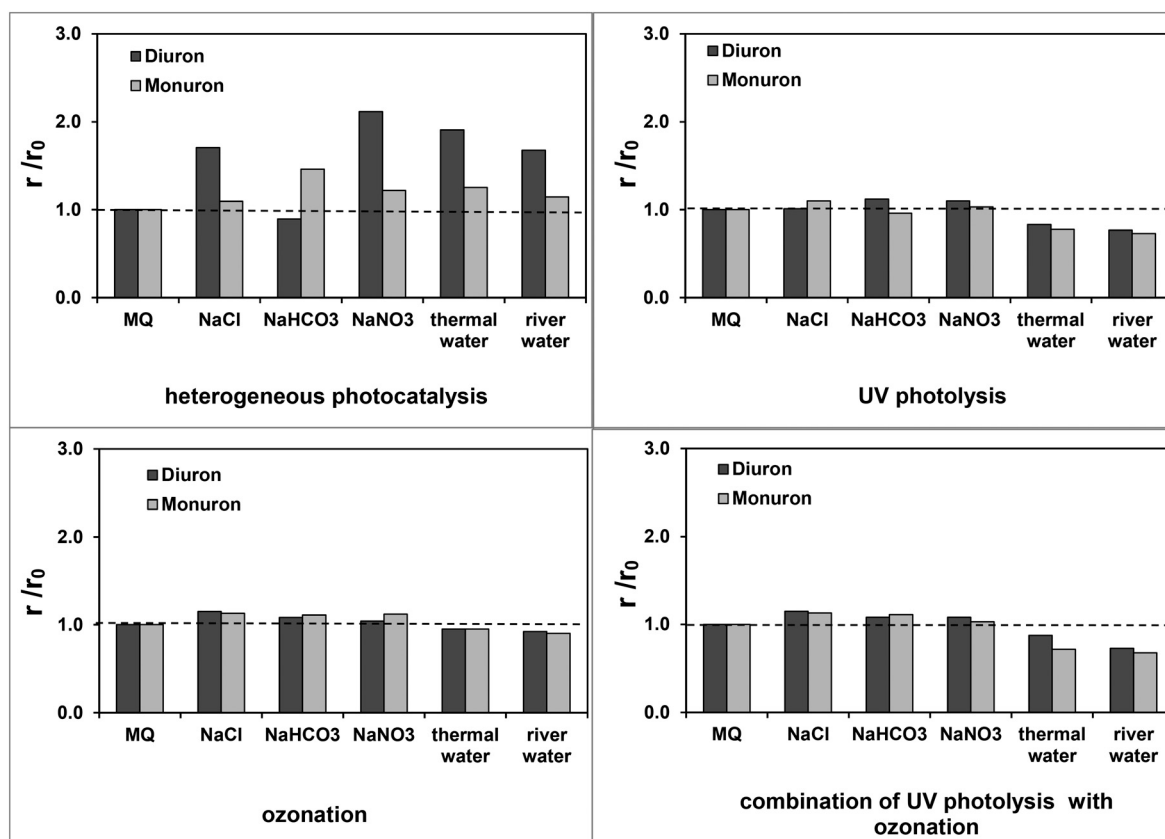 r /r0
3.0
2.0
1.0
0.0
Diuron
Monuron
MQ NaCl NaHCO3 NaNO3 thermal water river water
heterogeneous photocatalysis
r /r0
3.0
2.0
1.0
0.0
Diuron
Monuron
MQ NaCl NaHCO3 NaNO3 thermal water river water
UV photolysis
r /r0
3.0
2.0
1.0
0.0
Diuron
Monuron
MQ NaCl NaHCO3 NaNO3 thermal water river water
ozonation
r /r0
3.0
2.0
1.0
0.0
Diuron
Monuron
MQ NaCl NaHCO3 NaNO3 thermal water river water
combination of UV photolysis with
ozonation